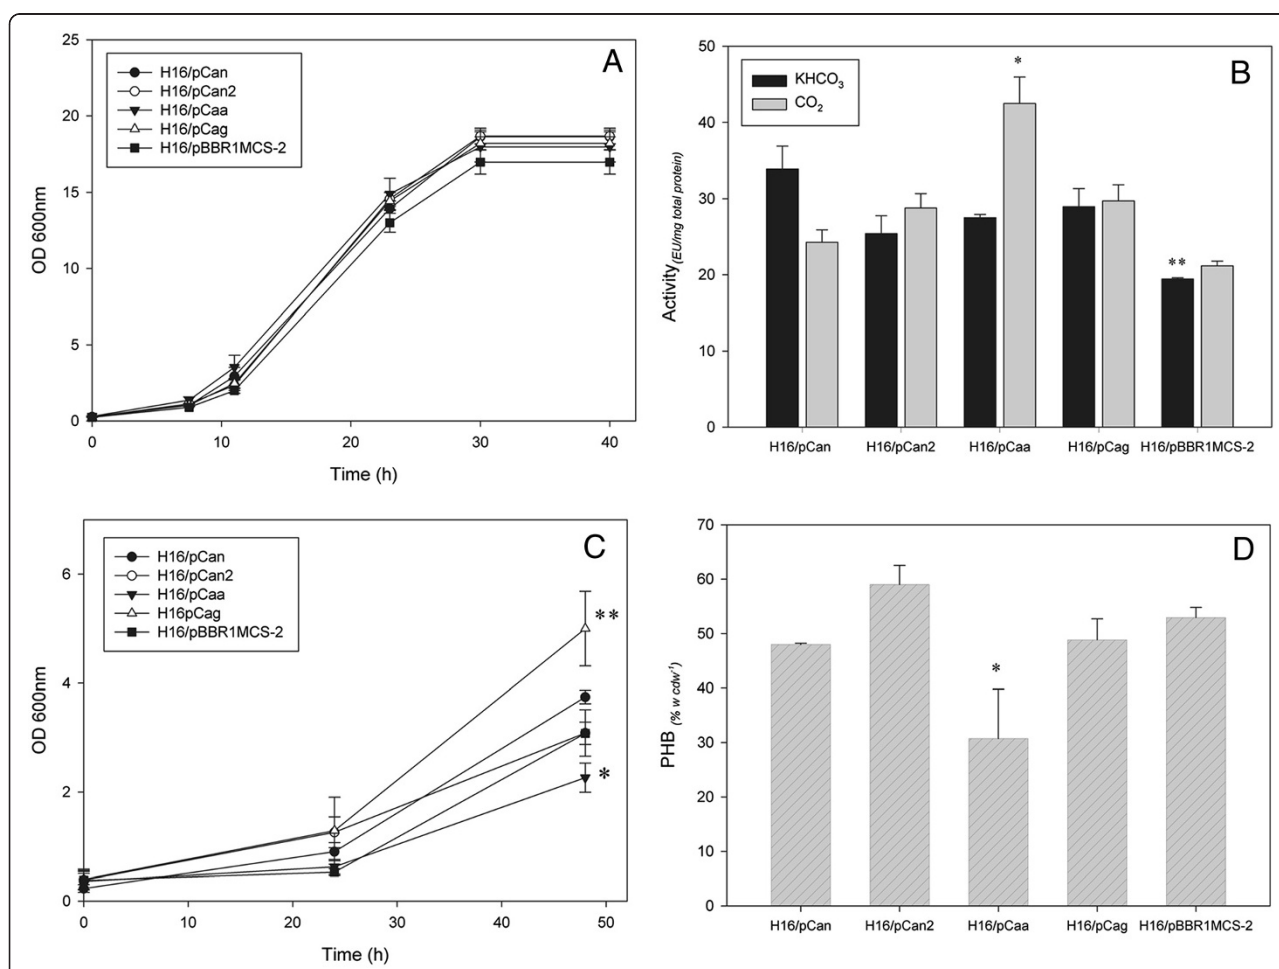 A
H16/pCan
H16/pCan2
H16/pCaa
H16/pCag
H16/pBBR1MCS-2
25
20
15
10
5
0
OD 600nm
0 10 20 30 40
Time (h)
B
KHCO₃
CO₂
50
40
30
20
10
0
Activity (EU/mg total protein)
*
**
H16/pCan H16/pCan2 H16/pCaa H16/pCag H16/pBBR1MCS-2
C
H16/pCan
H16/pCan2
H16/pCaa
H16pCag
H16/pBBR1MCS-2
6
4
2
0
OD 600nm
**
*
0 10 20 30 40 50
Time (h)
D
70
60
50
40
30
20
10
0
PHB (% w cdw⁻¹)
*
H16/pCan H16/pCan2 H16/pCaa H16/pCag H16/pBBR1MCS-2